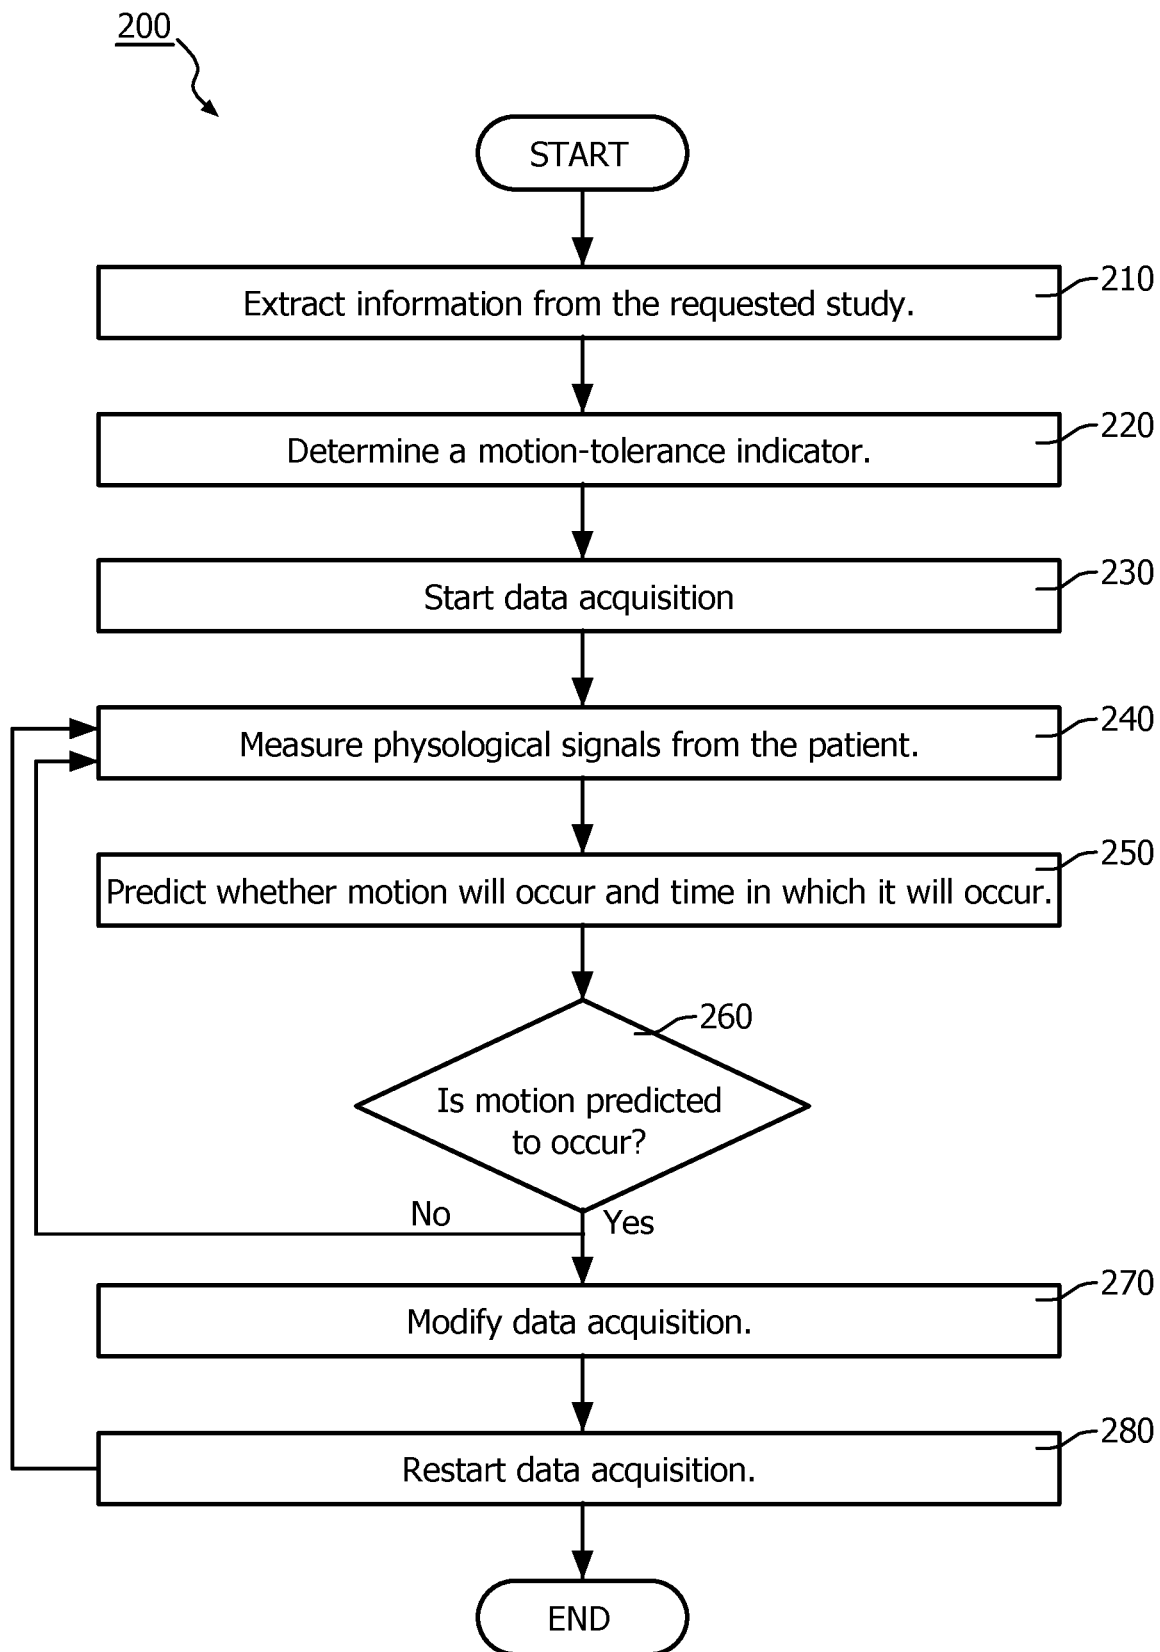 200
START
210
Extract information from the requested study.
220
Determine a motion-tolerance indicator.
230
Start data acquisition
240
Measure physological signals from the patient.
250
Predict whether motion will occur and time in which it will occur.
260
Is motion predicted
to occur?
No
Yes
270
Modify data acquisition.
280
Restart data acquisition.
END